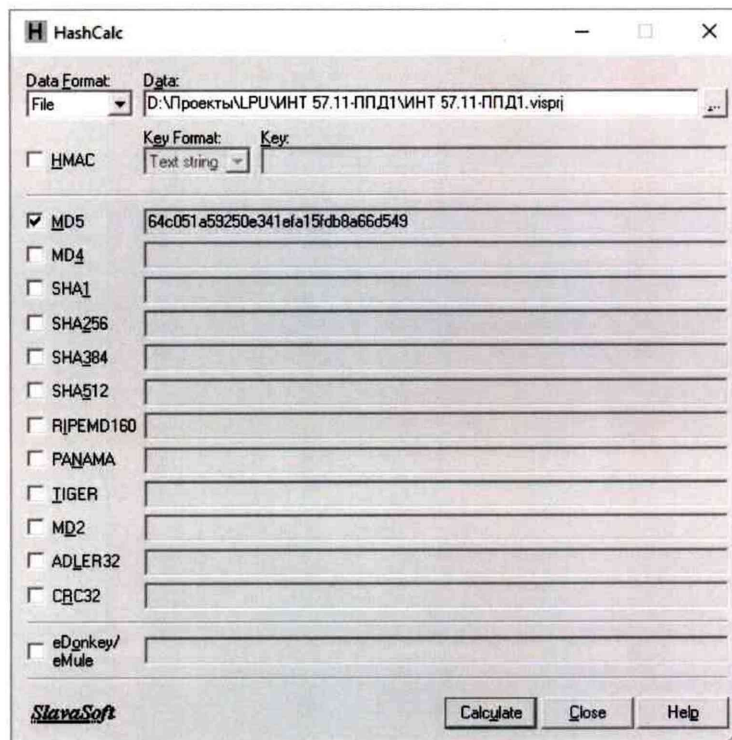 HashCalc
Data Format: Data:
File D:\Проекты\LPU\ИНТ 57.11-ППД1\ИНТ 57.11-ППД1.visprj ...
Key Format: Key:
HMAC Text string
MD5 64c051a59250e341efa15fdb8a66d549
MD4
SHA1
SHA256
SHA384
SHA512
RIPEMD160
PANAMA
TIGER
MD2
ADLER32
CRC32
eDonkey/
eMule
SlavaSoft Calculate Close Help